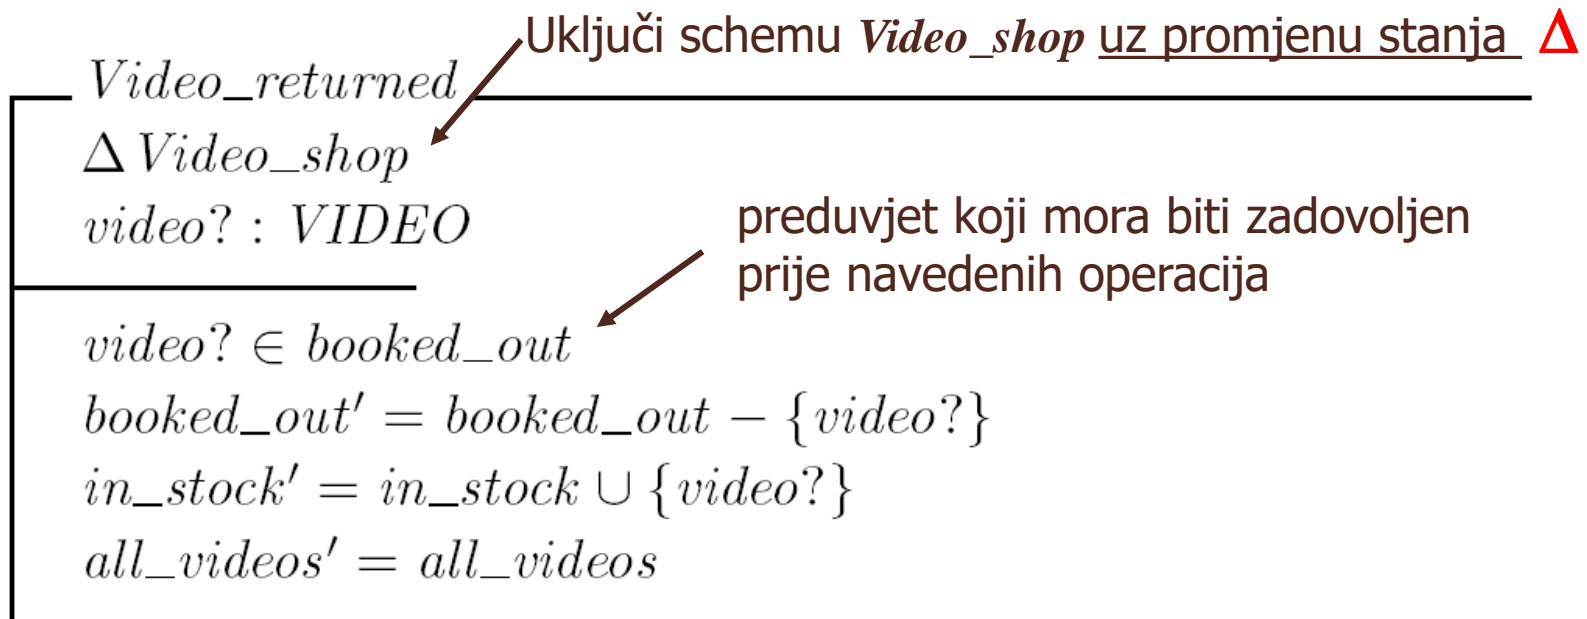 Uključi schemu Video_shop uz promjenu stanja Δ
Video_returned
Δ Video_shop
video? : VIDEO
preduvjet koji mora biti zadovoljen
prije navedenih operacija
video? ∈ booked_out
booked_out′ = booked_out − {video?}
in_stock′ = in_stock ∪ {video?}
all_videos′ = all_videos